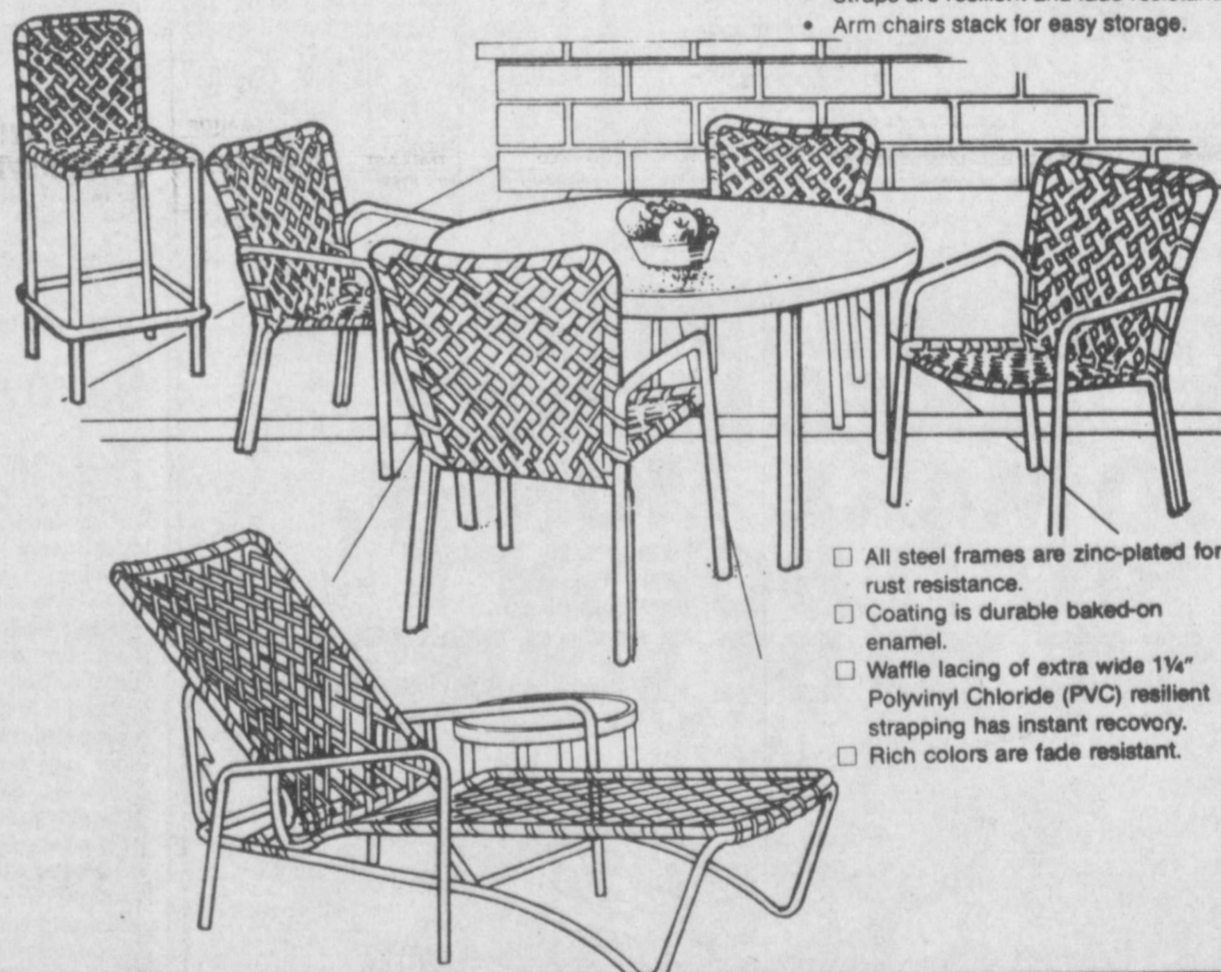 • Arm chairs stack for easy storage.
□ All steel frames are zinc-plated for
rust resistance.
□ Coating is durable baked-on
enamel.
□ Waffle lacing of extra wide 1¼"
Polyvinyl Chloride (PVC) resilient
strapping has instant recovory.
□ Rich colors are fade resistant.